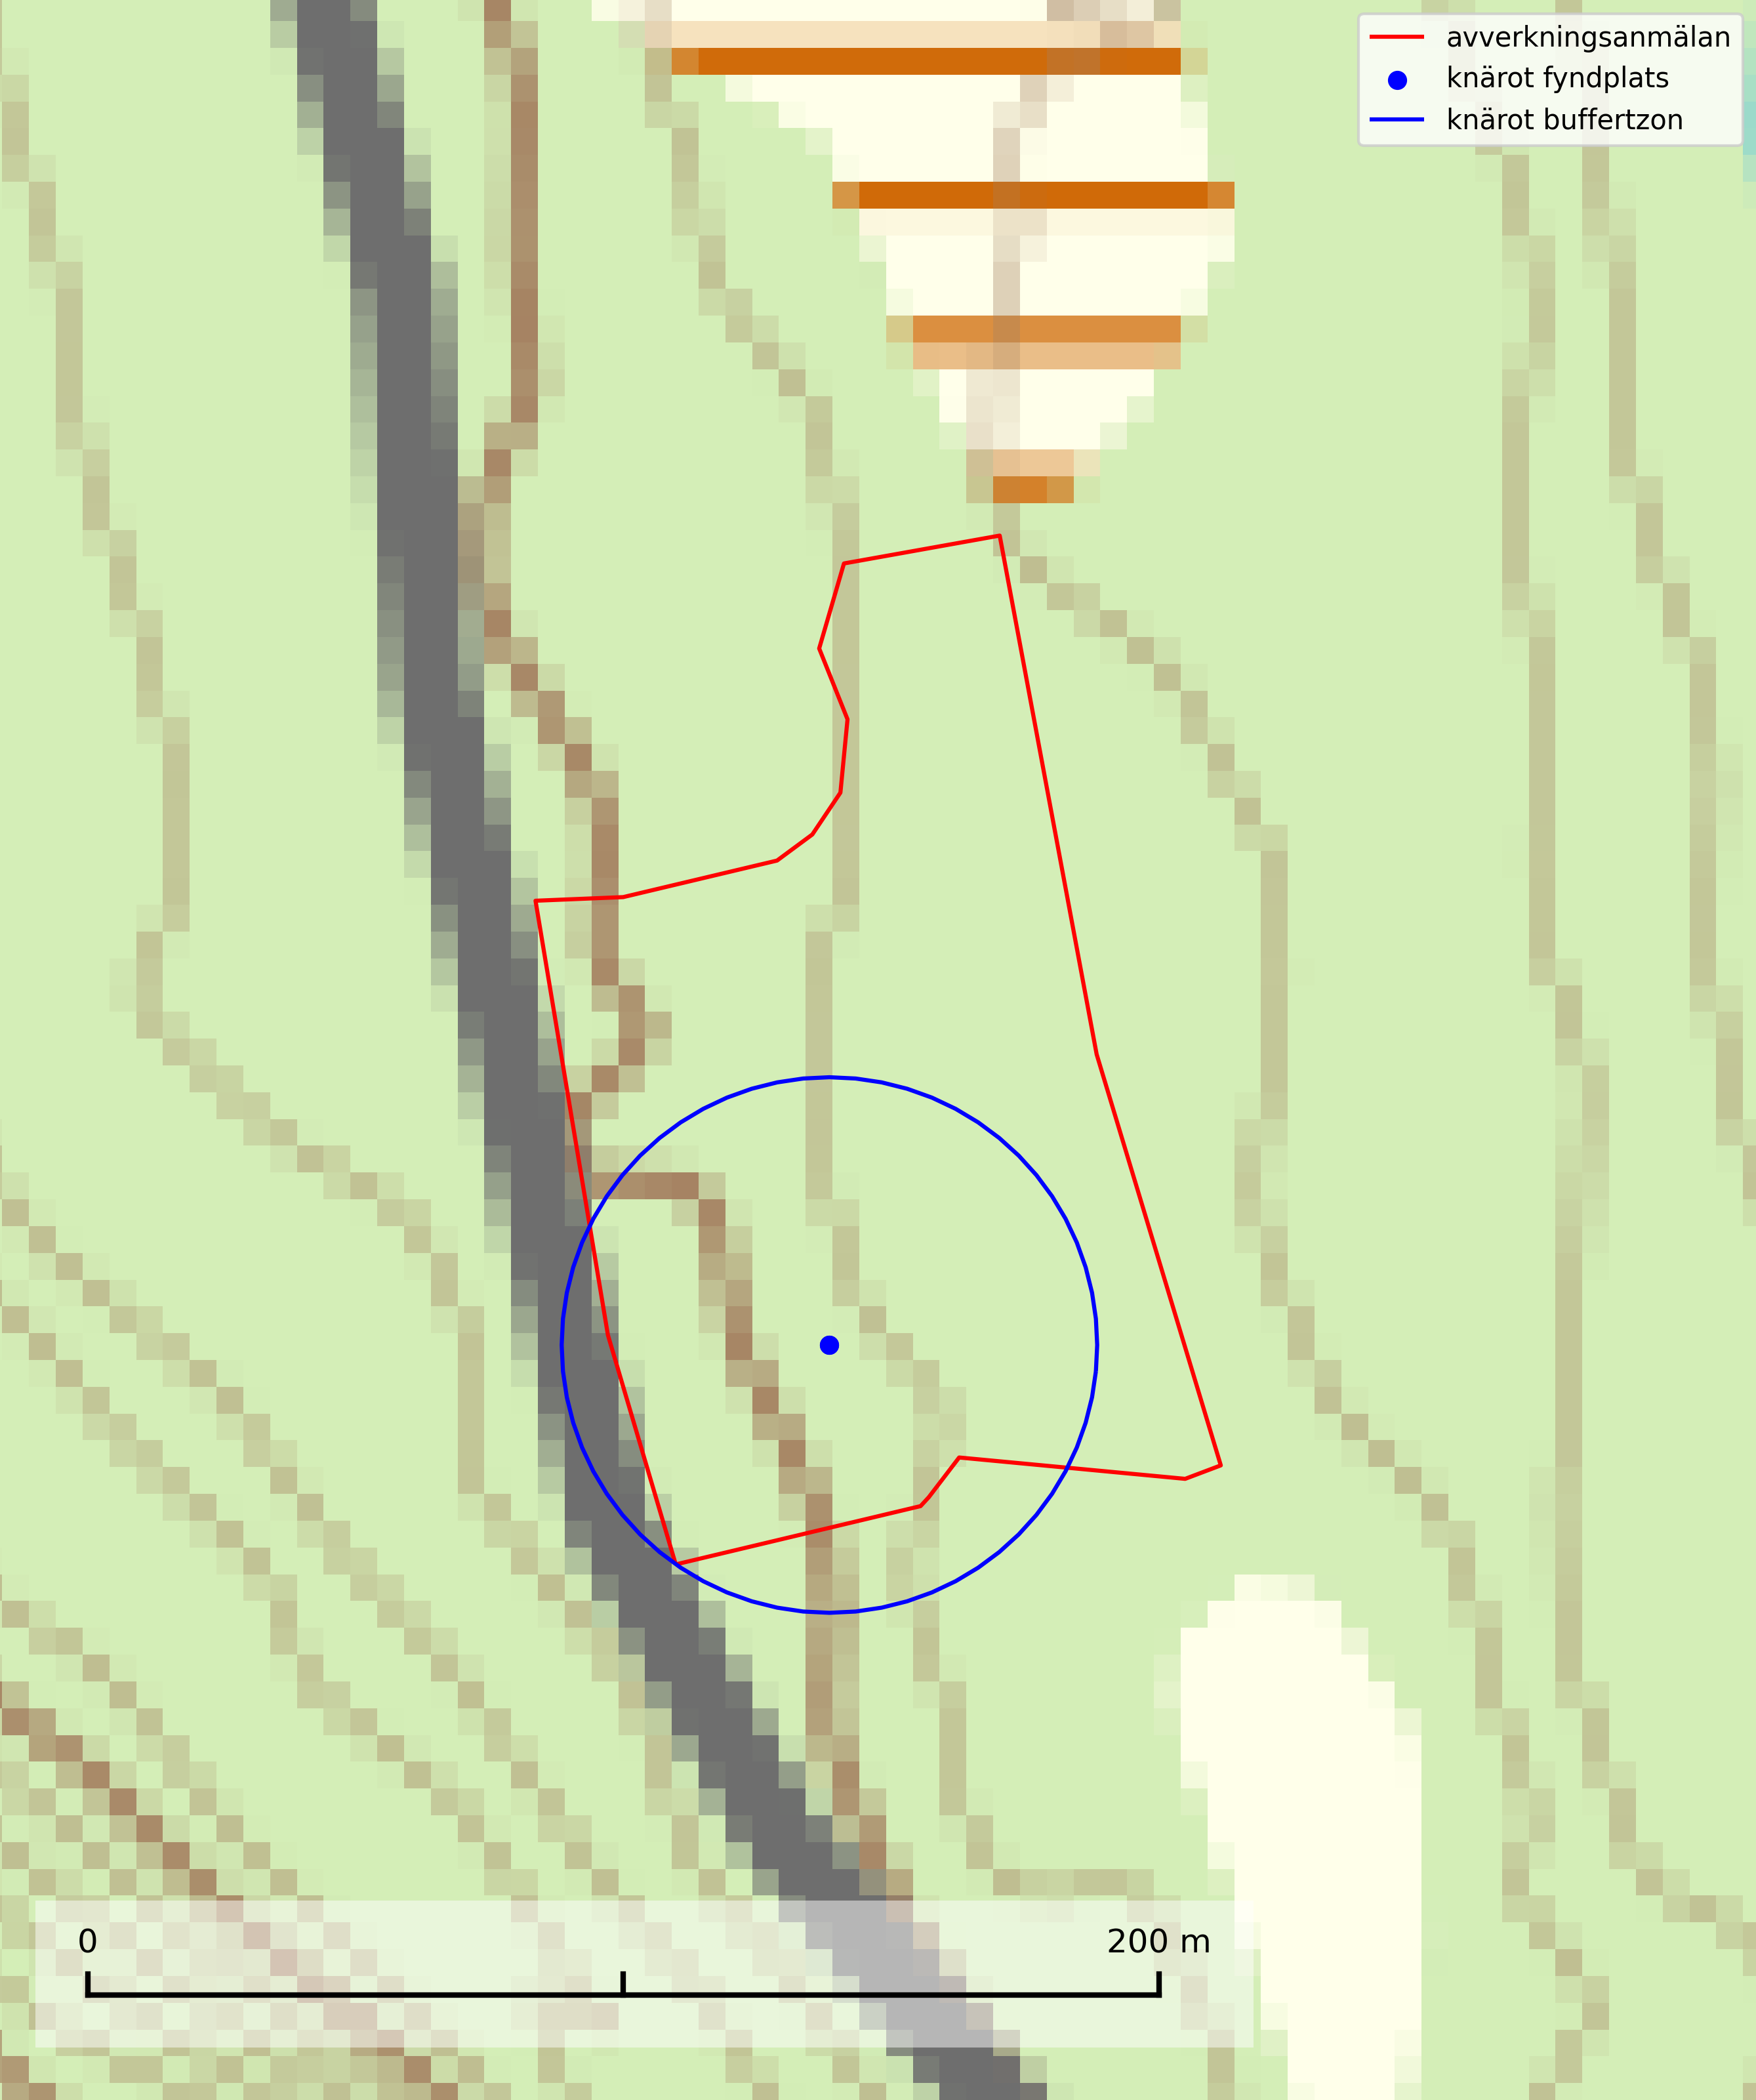 avverkningsanmälan
knärot fyndplats
knärot buffertzon
0 200 m